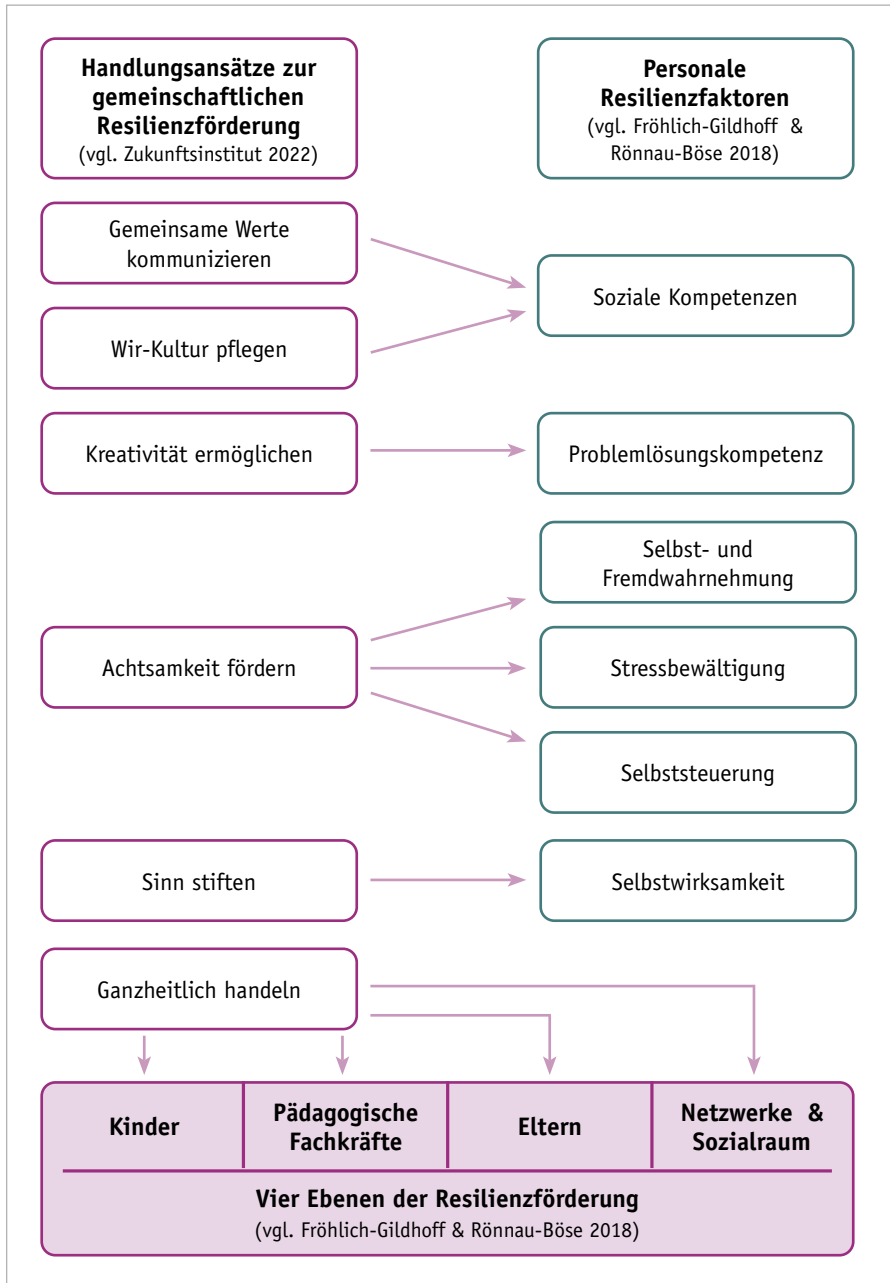 Handlungsansätze zur
gemeinschaftlichen
Resilienzförderung
(vgl. Zukunftsinstitut 2022)
Personale
Resilienzfaktoren
(vgl. Fröhlich-Gildhoff &
Rönnau-Böse 2018)
Gemeinsame Werte
kommunizieren
Wir-Kultur pflegen
Soziale Kompetenzen
Kreativität ermöglichen
Problemlösungskompetenz
Achtsamkeit fördern
Selbst- und
Fremdwahrnehmung
Stressbewältigung
Selbststeuerung
Sinn stiften
Selbstwirksamkeit
Ganzheitlich handeln
Kinder
Pädagogische
Fachkräfte
Eltern
Netzwerke &
Sozialraum
Vier Ebenen der Resilienzförderung
(vgl. Fröhlich-Gildhoff & Rönnau-Böse 2018)